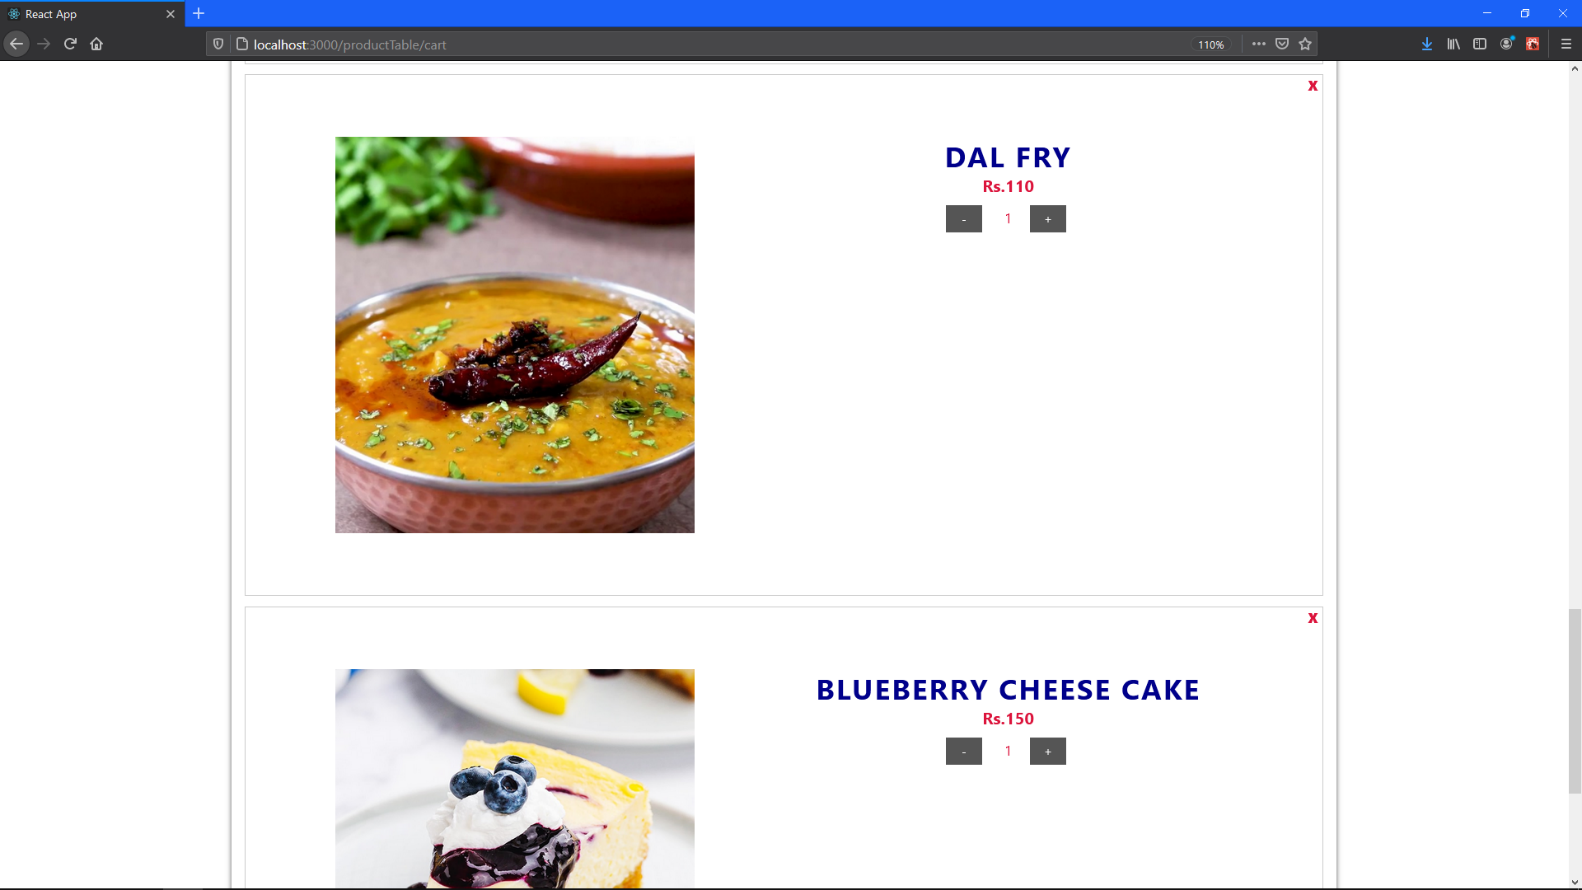 React App
localhost:3000/productTable/cart
110%
X
DAL FRY
Rs.110
- 1 +
X
BLUEBERRY CHEESE CAKE
Rs.150
- 1 +